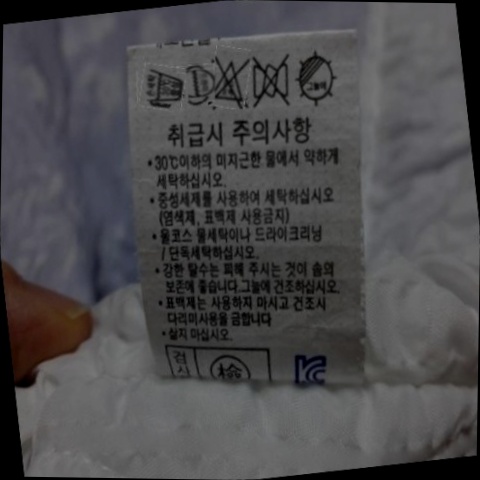 취급시 주의사항
• 30℃이하의 미지근한 물에서 약하게
세탁하십시오.
• 중성세제를 사용하여 세탁하십시오
(염색제, 표백제 사용금지)
• 울코스 물세탁이나 드라이크리닝
/ 단독세탁하십시오.
• 강한 탈수는 피해 주시는 것이 솜의
보존에 좋습니다.그늘에 건조하십시오.
• 표백제는 사용하지 마시고 건조시
다리미사용을 금합니다
• 삶지 마십시오.
검 檢